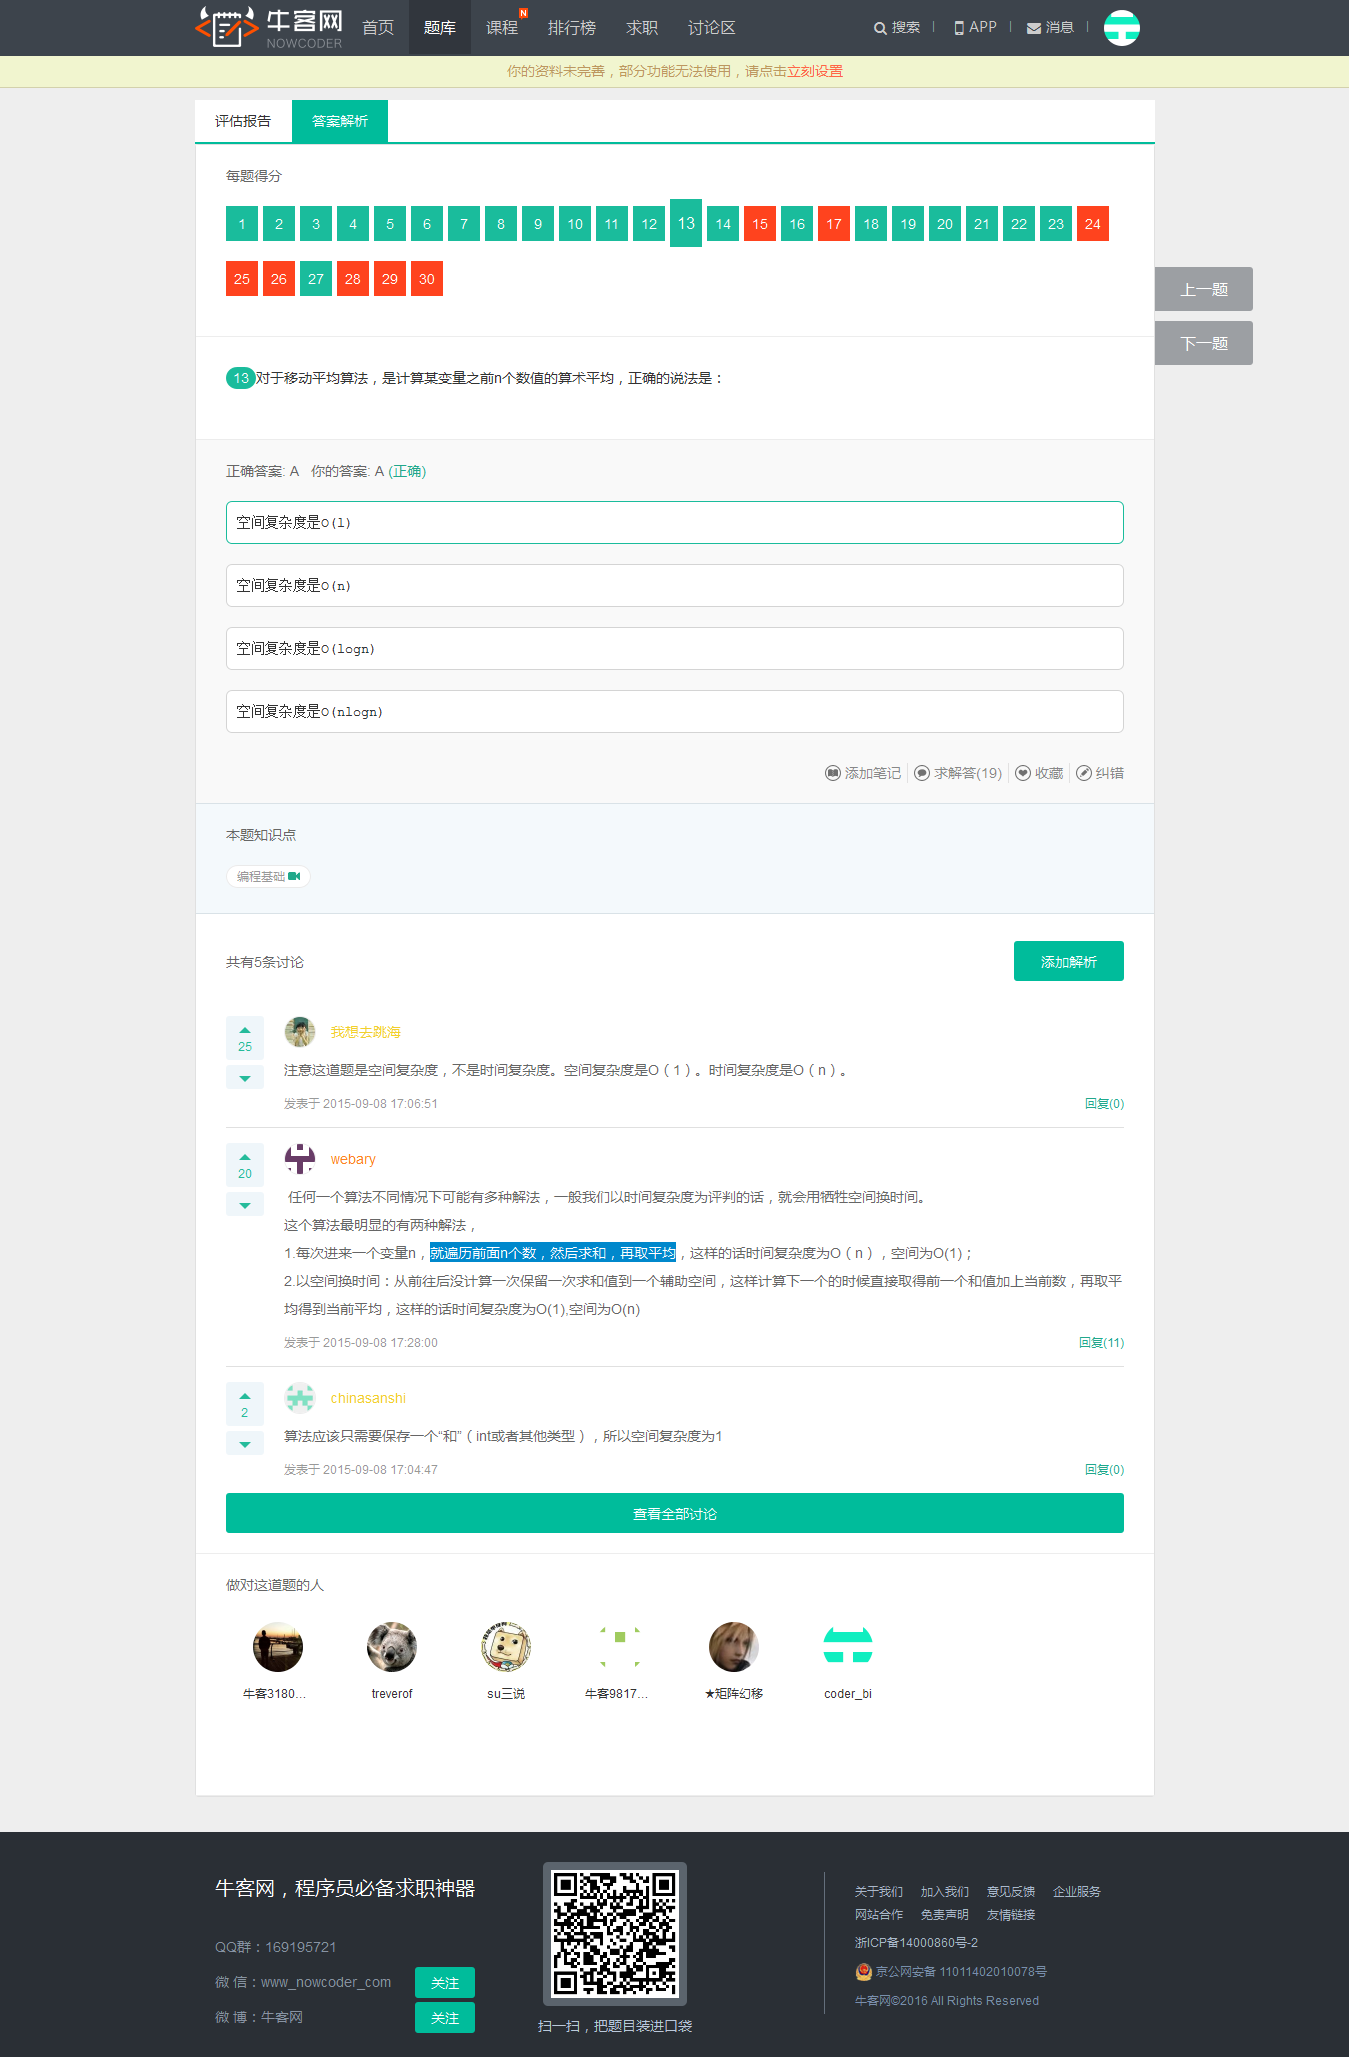 牛客网
NOWCODER
首页 题库 课程 N 排行榜 求职 讨论区 搜索 APP 消息
你的资料未完善，部分功能无法使用，请点击立刻设置
评估报告 答案解析
每题得分
1 2 3 4 5 6 7 8 9 10 11 12 13 14 15 16 17 18 19 20 21 22 23 24
25 26 27 28 29 30
上一题
下一题
13 对于移动平均算法，是计算某变量之前n个数值的算术平均，正确的说法是：
正确答案: A 你的答案: A (正确)
空间复杂度是O(l)
空间复杂度是O(n)
空间复杂度是O(logn)
空间复杂度是O(nlogn)
添加笔记 求解答(19) 收藏 纠错
本题知识点
编程基础
共有5条讨论
添加解析
我想去跳海
25
注意这道题是空间复杂度，不是时间复杂度。空间复杂度是O（1）。时间复杂度是O（n）。
发表于 2015-09-08 17:06:51 回复(0)
webary
20
任何一个算法不同情况下可能有多种解法，一般我们以时间复杂度为评判的话，就会用牺牲空间换时间。
这个算法最明显的有两种解法，
1.每次进来一个变量n，就遍历前面n个数，然后求和，再取平均，这样的话时间复杂度为O（n），空间为O(1)；
2.以空间换时间：从前往后没计算一次保留一次求和值到一个辅助空间，这样计算下一个的时候直接取得前一个和值加上当前数，再取平
均得到当前平均，这样的话时间复杂度为O(1),空间为O(n)
发表于 2015-09-08 17:28:00 回复(11)
chinasanshi
2
算法应该只需要保存一个“和”（int或者其他类型），所以空间复杂度为1
发表于 2015-09-08 17:04:47 回复(0)
查看全部讨论
做对这道题的人
牛客3180... treverof su三说 牛客9817... ★矩阵幻移 coder_bi
牛客网，程序员必备求职神器
QQ群：169195721
微 信：www_nowcoder_com 关注
微 博：牛客网 关注
扫一扫，把题目装进口袋
关于我们 加入我们 意见反馈 企业服务
网站合作 免责声明 友情链接
浙ICP备14000860号-2
京公网安备 11011402010078号
牛客网©2016 All Rights Reserved